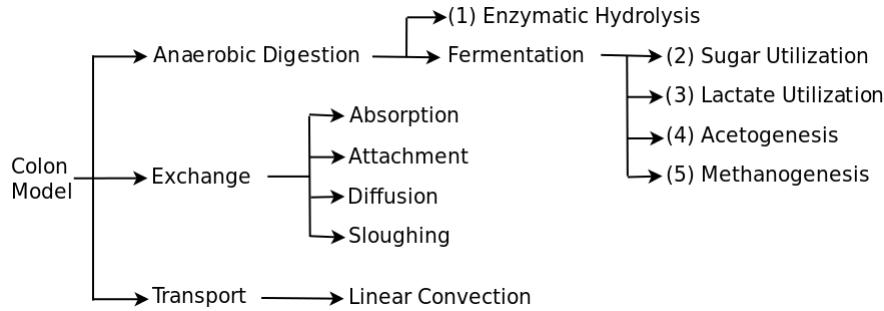 (1) Enzymatic Hydrolysis
Anaerobic Digestion
Fermentation
(2) Sugar Utilization
(3) Lactate Utilization
(4) Acetogenesis
(5) Methanogenesis
Colon
Model
Exchange
Absorption
Attachment
Diffusion
Sloughing
Transport
Linear Convection